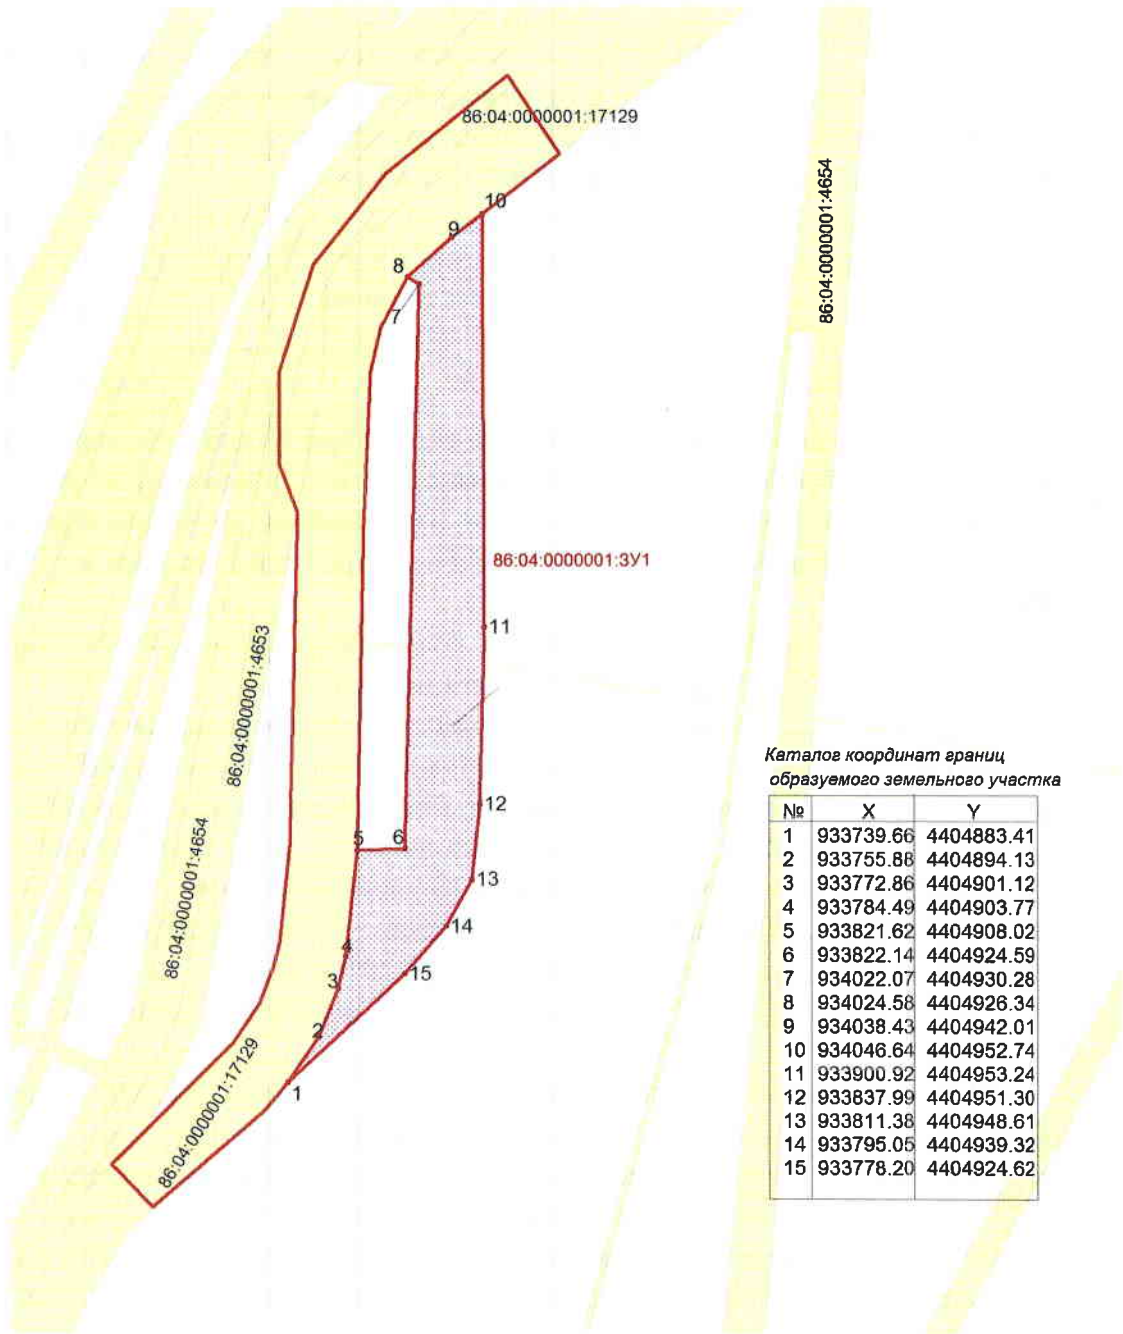 86:04:0000001:17129
10
9
8
7
86:04:0000001:4654
86:04:0000001:ЗУ1
11
86:04:0000001:4653
12
5
6
13
86:04:0000001:4654
14
4
15
3
2
1
86:04:0000001:17129
Каталог координат границ
образуемого земельного участка
№ X Y
1 933739.66 4404883.41
2 933755.88 4404894.13
3 933772.86 4404901.12
4 933784.49 4404903.77
5 933821.62 4404908.02
6 933822.14 4404924.59
7 934022.07 4404930.28
8 934024.58 4404926.34
9 934038.43 4404942.01
10 934046.64 4404952.74
11 933900.92 4404953.24
12 933837.99 4404951.30
13 933811.38 4404948.61
14 933795.05 4404939.32
15 933778.20 4404924.62